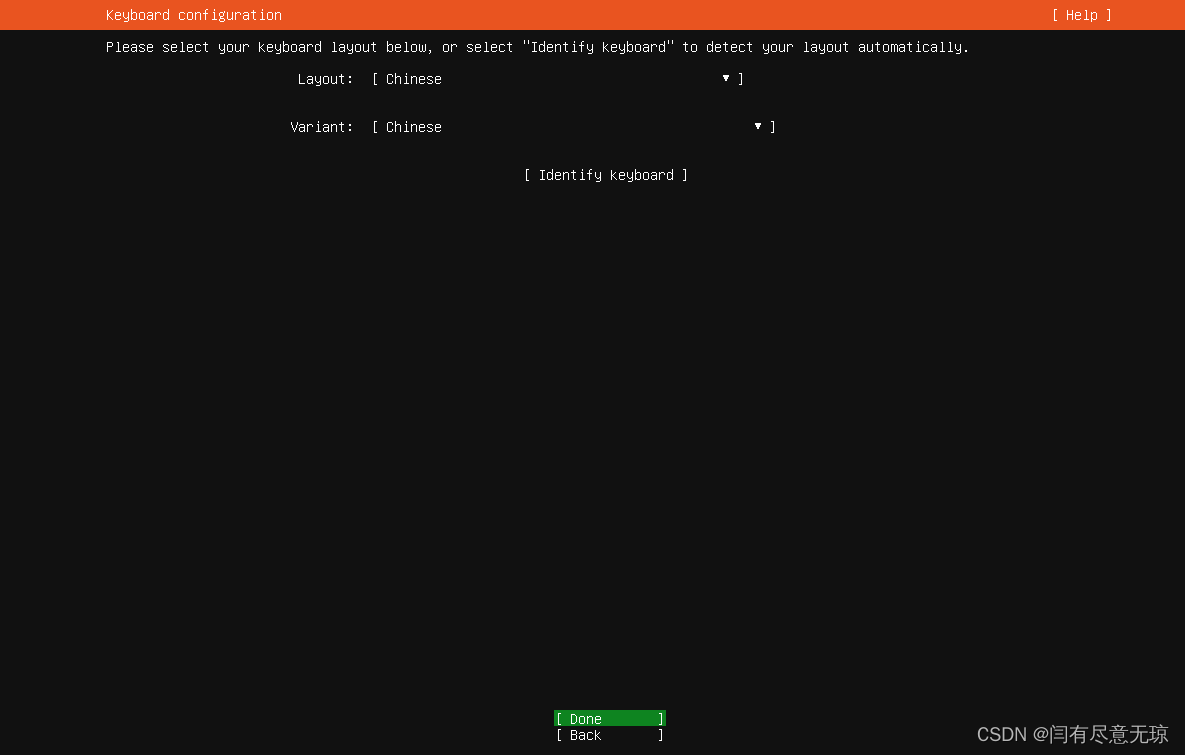 Keyboard configuration [ Help ]
Please select your keyboard layout below, or select "Identify keyboard" to detect your layout automatically.
Layout: [ Chinese ▾ ]
Variant: [ Chinese ▾ ]
[ Identify keyboard ]
[ Done ]
[ Back ]
CSDN @闫有尽意无琼